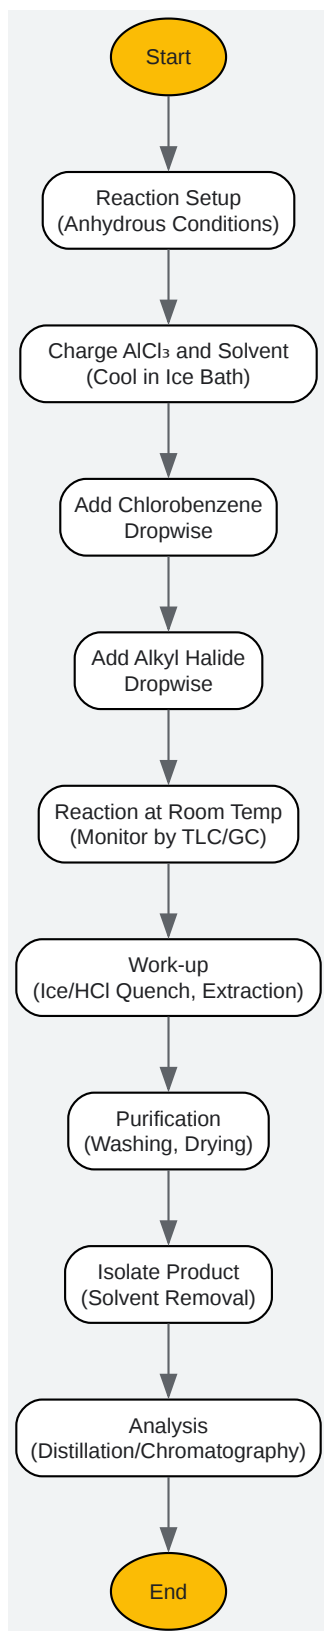 Start
Reaction Setup
(Anhydrous Conditions)
Charge AlCl₃ and Solvent
(Cool in Ice Bath)
Add Chlorobenzene
Dropwise
Add Alkyl Halide
Dropwise
Reaction at Room Temp
(Monitor by TLC/GC)
Work-up
(Ice/HCl Quench, Extraction)
Purification
(Washing, Drying)
Isolate Product
(Solvent Removal)
Analysis
(Distillation/Chromatography)
End